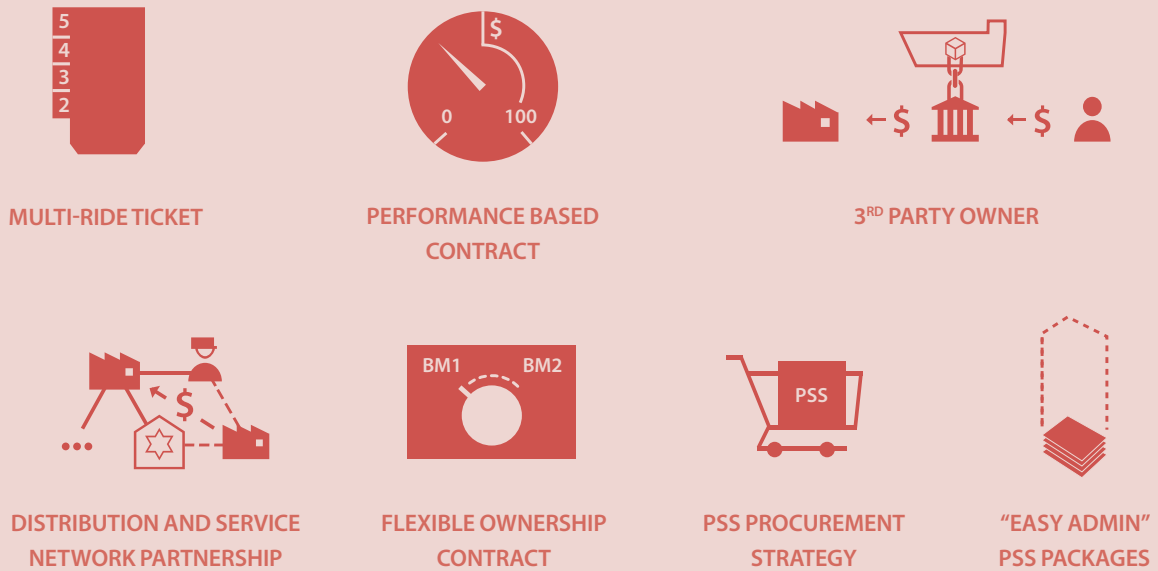 5
4
3
2
$
0 100
$ $
MULTI-RIDE TICKET
PERFORMANCE BASED
CONTRACT
3RD PARTY OWNER
$
BM1 BM2
PSS
DISTRIBUTION AND SERVICE
NETWORK PARTNERSHIP
FLEXIBLE OWNERSHIP
CONTRACT
PSS PROCUREMENT
STRATEGY
“EASY ADMIN”
PSS PACKAGES